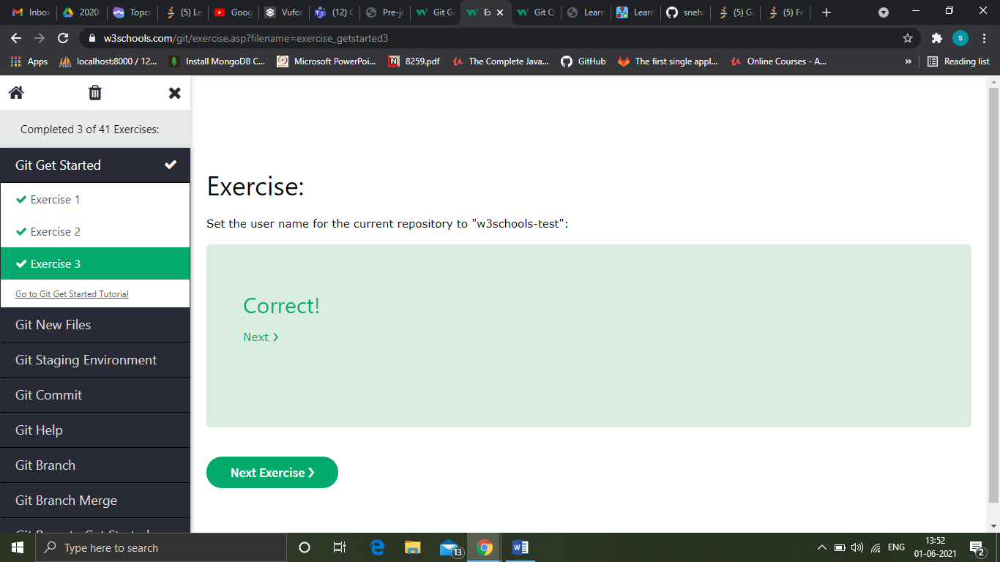 Inbox
2020-
Topco
(5) Le
Goog
Vufor
(12) C
Pre-jo
Git Ge
Ex
Git Q
Learn
Learn
sneha
(5) Go
(5) Fr
w3schools.com/git/exercise.asp?filename=exercise_getstarted3
s
Apps
localhost:8000 / 12...
Install MongoDB C...
Microsoft PowerPoi...
8259.pdf
The Complete Java...
GitHub
The first single appl...
Online Courses - A...
»
Reading list
Completed 3 of 41 Exercises:
Git Get Started
Exercise 1
Exercise 2
Exercise 3
Go to Git Get Started Tutorial
Git New Files
Git Staging Environment
Git Commit
Git Help
Git Branch
Git Branch Merge
Exercise:
Set the user name for the current repository to "w3schools-test":
Correct!
Next ❯
Next Exercise ❯
Type here to search
13
ENG
13:52
01-06-2021
2